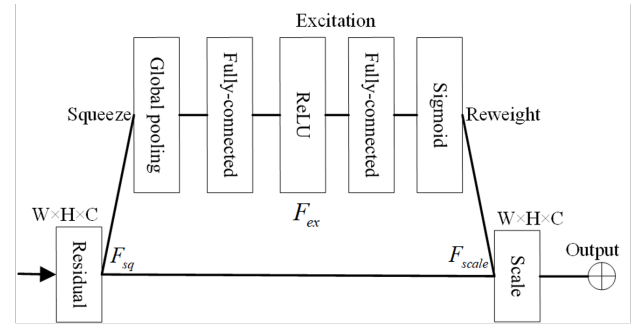 Excitation
Squeeze
Global pooling
Fully-connected
ReLU
Fully-connected
Sigmoid
Reweight
F_ex
W×H×C
Residual
F_sq
F_scale
W×H×C
Scale
Output